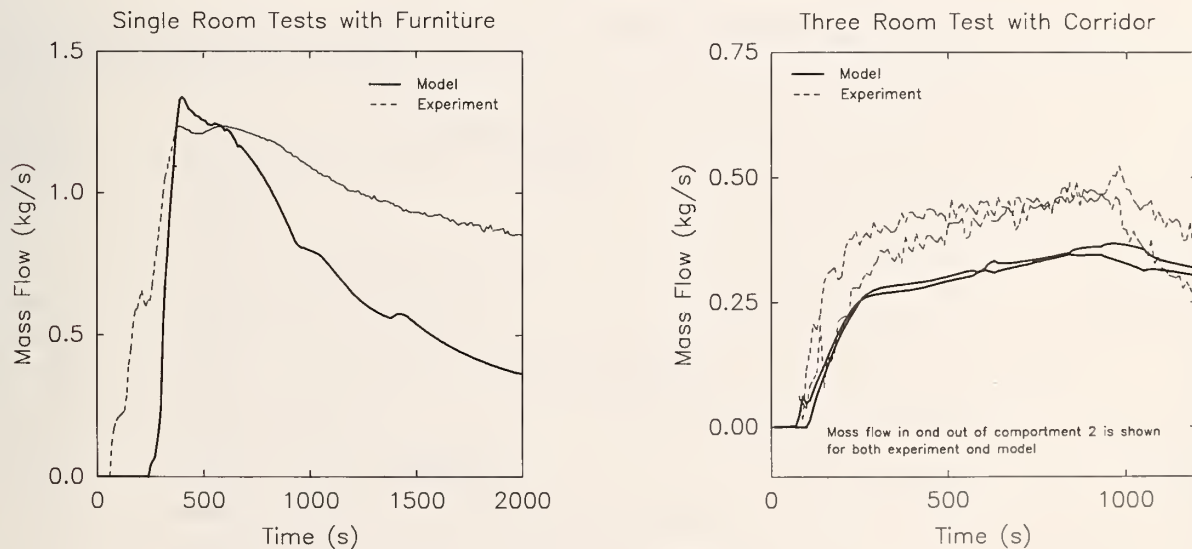 Single Room Tests with Furniture
1.5
1.0
0.5
0.0
Mass Flow (kg/s)
Model
Experiment
0
500
1000
1500
2000
Time (s)
Three Room Test with Corridor
0.75
0.50
0.25
0.00
Mass Flow (kg/s)
Model
Experiment
Moss flow in ond out of comportment 2 is shown
for both experiment ond model
0
500
1000
Time (s)